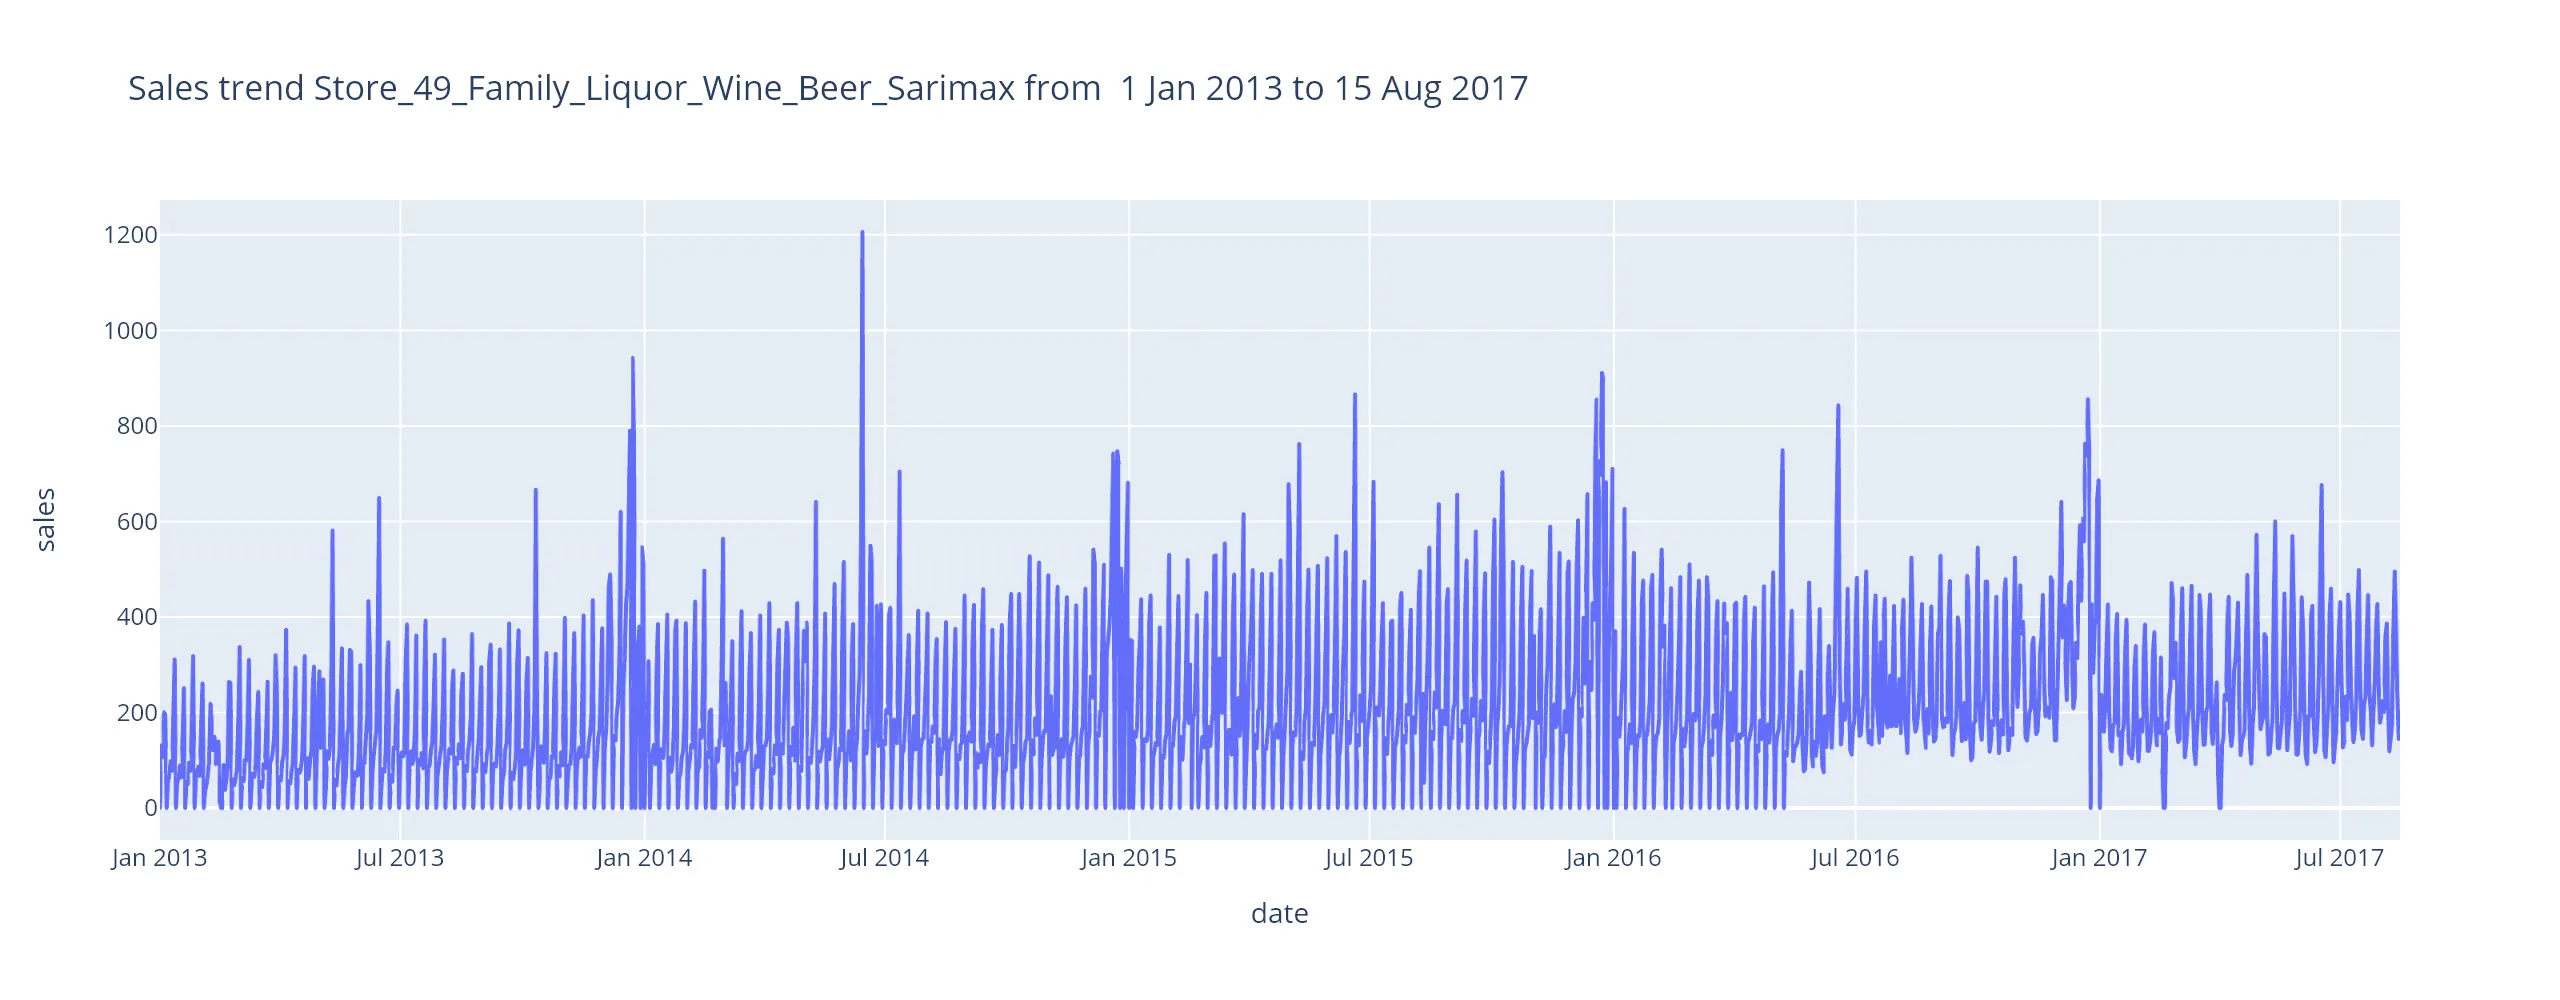 Sales trend Store_49_Family_Liquor_Wine_Beer_Sarimax from  1 Jan 2013 to 15 Aug 2017
1200
1000
800
600
400
200
0
sales
Jan 2013 Jul 2013 Jan 2014 Jul 2014 Jan 2015 Jul 2015 Jan 2016 Jul 2016 Jan 2017 Jul 2017
date